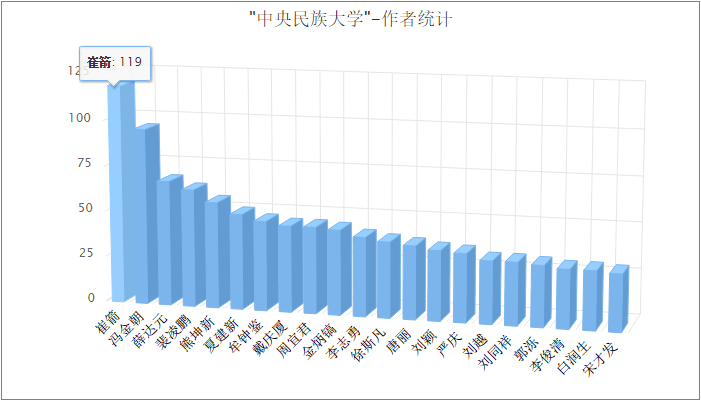 "中央民族大学"-作者统计
崔箭: 119
125
100
75
50
25
0
崔箭
冯金朝
薛达元
裴凌鹏
熊坤新
夏建新
牟钟鉴
戴庆厦
周宜君
金炳镐
李志勇
徐斯凡
唐丽
刘颖
严庆
刘越
刘同祥
郭泺
李俊清
白润生
宋才发